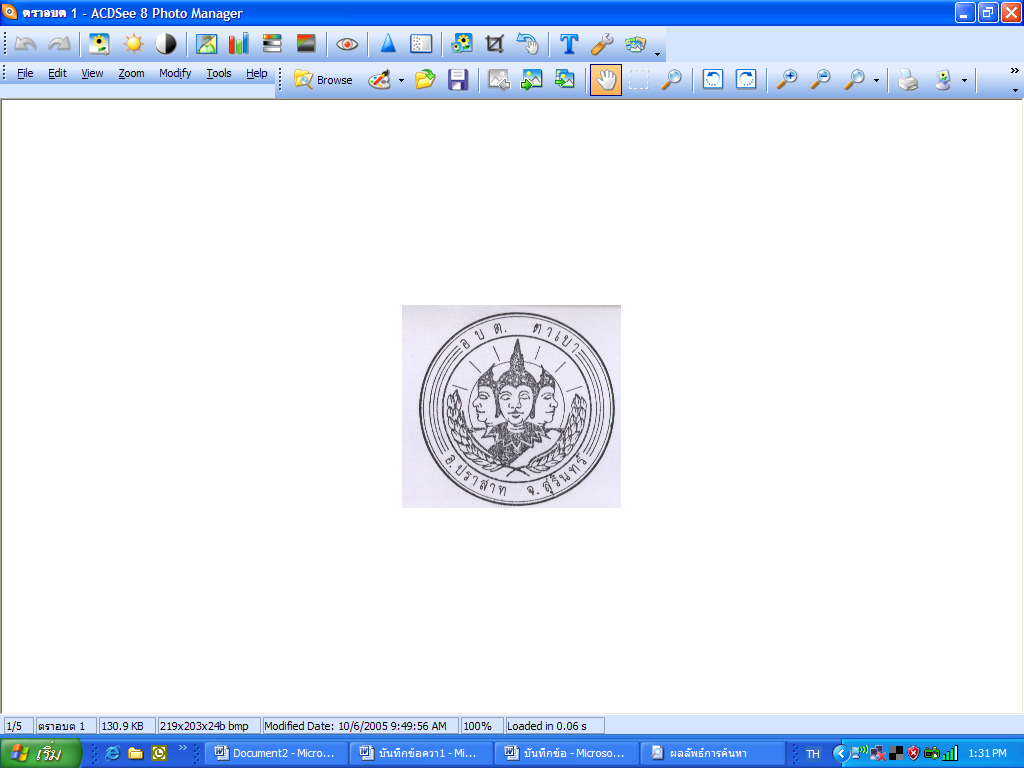 ตราอบต 1 - ACDSee 8 Photo Manager
File Edit View Zoom Modify Tools Help Browse
อ บ ต. ตาเบา
อ.ปราสาท จ.สุรินทร์
1/5 ตราอบต 1 130.9 KB 219x203x24b bmp Modified Date: 10/6/2005 9:49:56 AM 100% Loaded in 0.06 s
เริ่ม Document2 - Micro... บันทึกข้อควา1 - Mi... บันทึกข้อ - Microso... ผลลัพธ์การค้นหา TH 1:31 PM